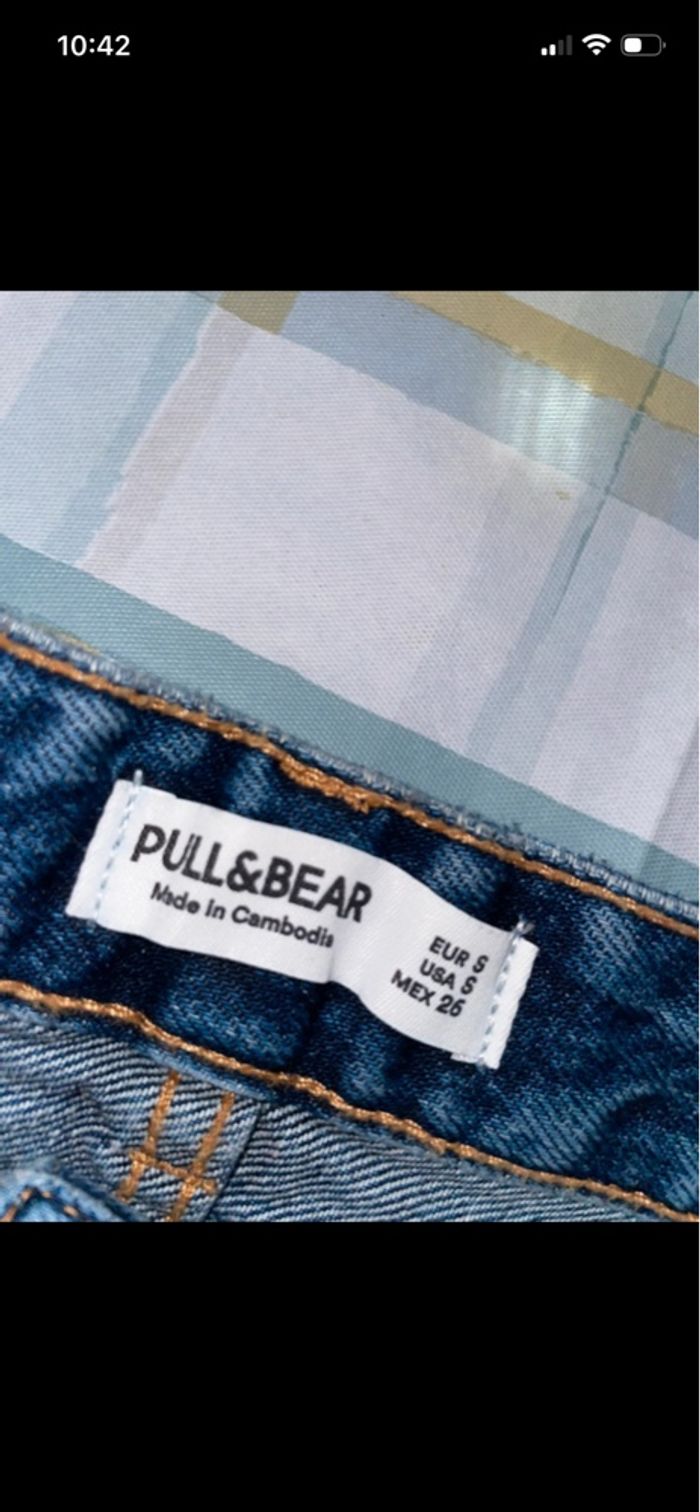 10:42
PULL&BEAR
Made in Cambodia
EUR S
USA S
MEX 26